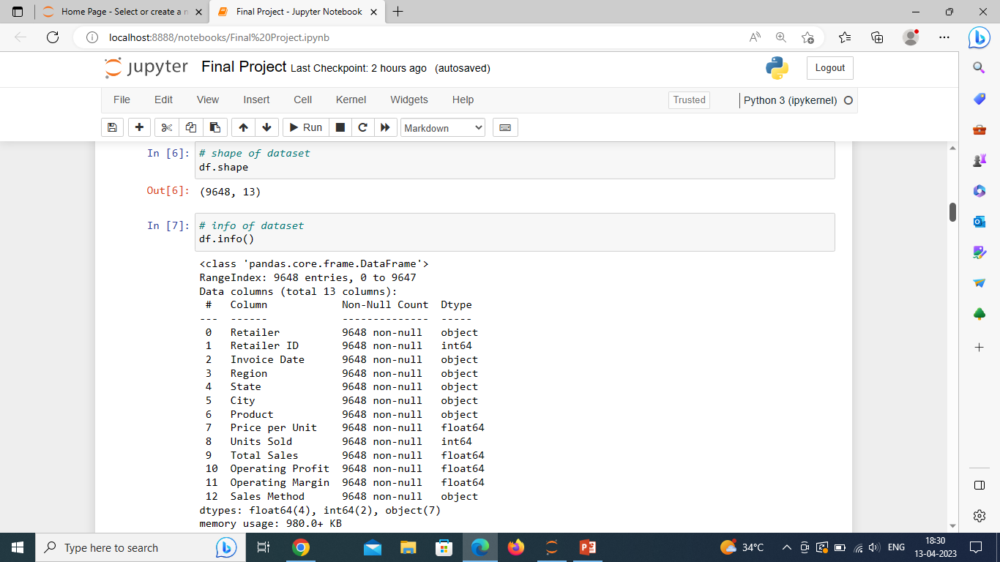 Home Page - Select or create a n
Final Project - Jupyter Notebook
localhost:8888/notebooks/Final%20Project.ipynb
jupyter Final Project Last Checkpoint: 2 hours ago (autosaved)
Logout
File Edit View Insert Cell Kernel Widgets Help
Trusted
Python 3 (ipykernel)
Run
Markdown
In [6]: # shape of dataset
df.shape
Out[6]: (9648, 13)
In [7]: # info of dataset
df.info()
<class 'pandas.core.frame.DataFrame'>
RangeIndex: 9648 entries, 0 to 9647
Data columns (total 13 columns):
# Column Non-Null Count Dtype
--- ------ -------------- -----
0 Retailer 9648 non-null object
1 Retailer ID 9648 non-null int64
2 Invoice Date 9648 non-null object
3 Region 9648 non-null object
4 State 9648 non-null object
5 City 9648 non-null object
6 Product 9648 non-null object
7 Price per Unit 9648 non-null float64
8 Units Sold 9648 non-null int64
9 Total Sales 9648 non-null float64
10 Operating Profit 9648 non-null float64
11 Operating Margin 9648 non-null float64
12 Sales Method 9648 non-null object
dtypes: float64(4), int64(2), object(7)
memory usage: 980.0+ KB
Type here to search
34°C
ENG
18:30
13-04-2023